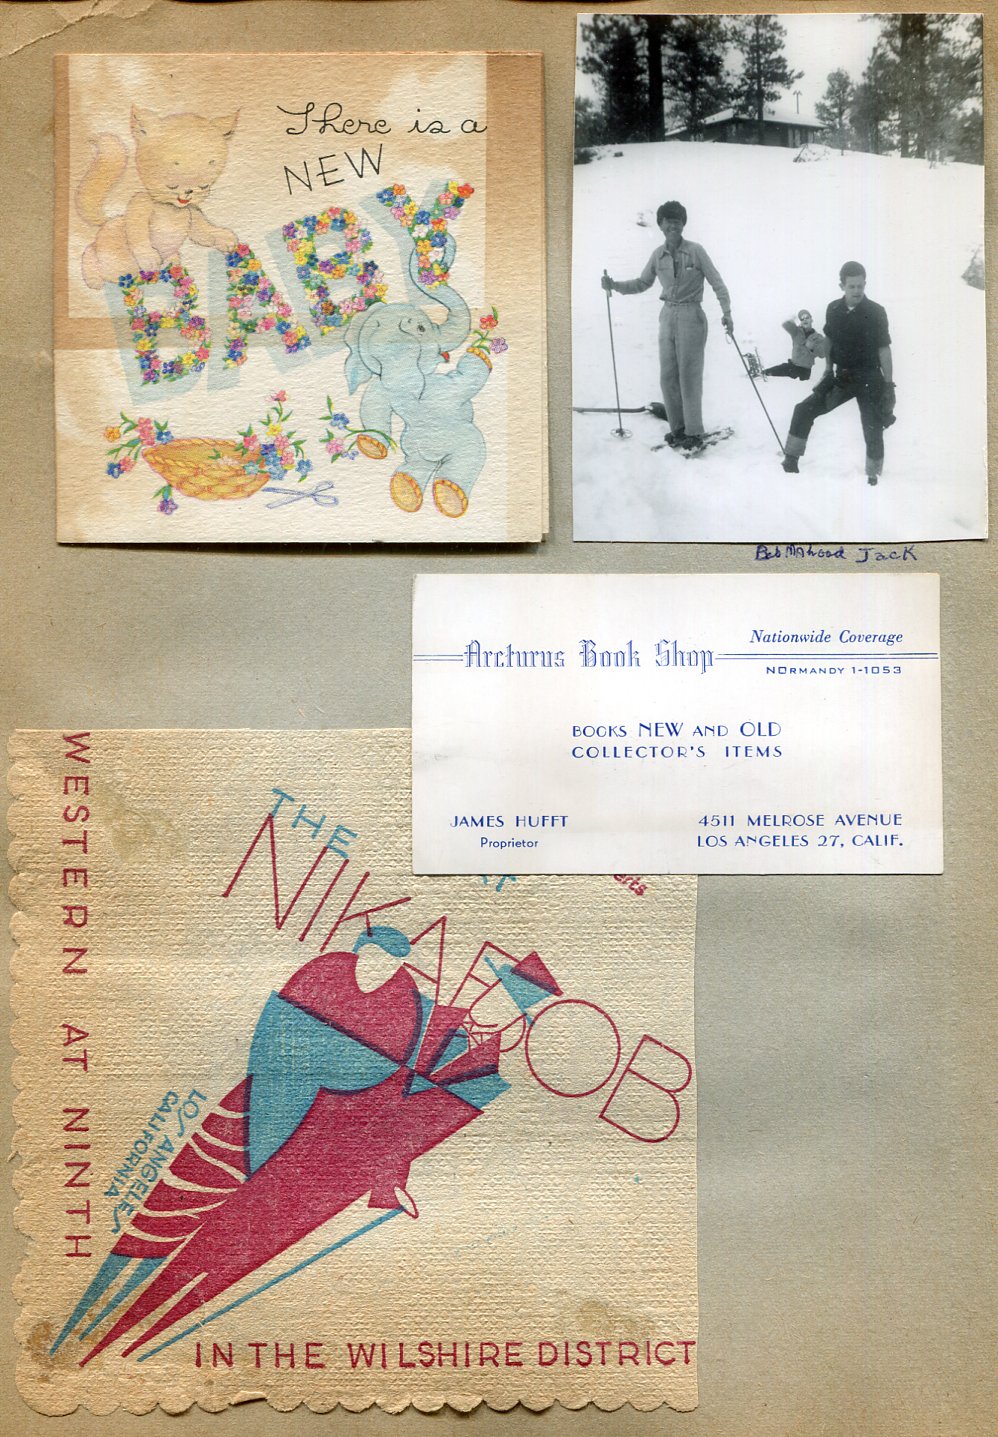 There is a
NEW
BABY
Bob Mahood Jack
Arcturus Book Shop
Nationwide Coverage
NORMANDY 1-1053
BOOKS NEW AND OLD
COLLECTOR'S ITEMS
JAMES HUFFT
Proprietor
4511 MELROSE AVENUE
LOS ANGELES 27, CALIF.
WESTERN AT NINTH
THE
NIKABOB
LOS ANGELES
CALIFORNIA
IN THE WILSHIRE DISTRICT